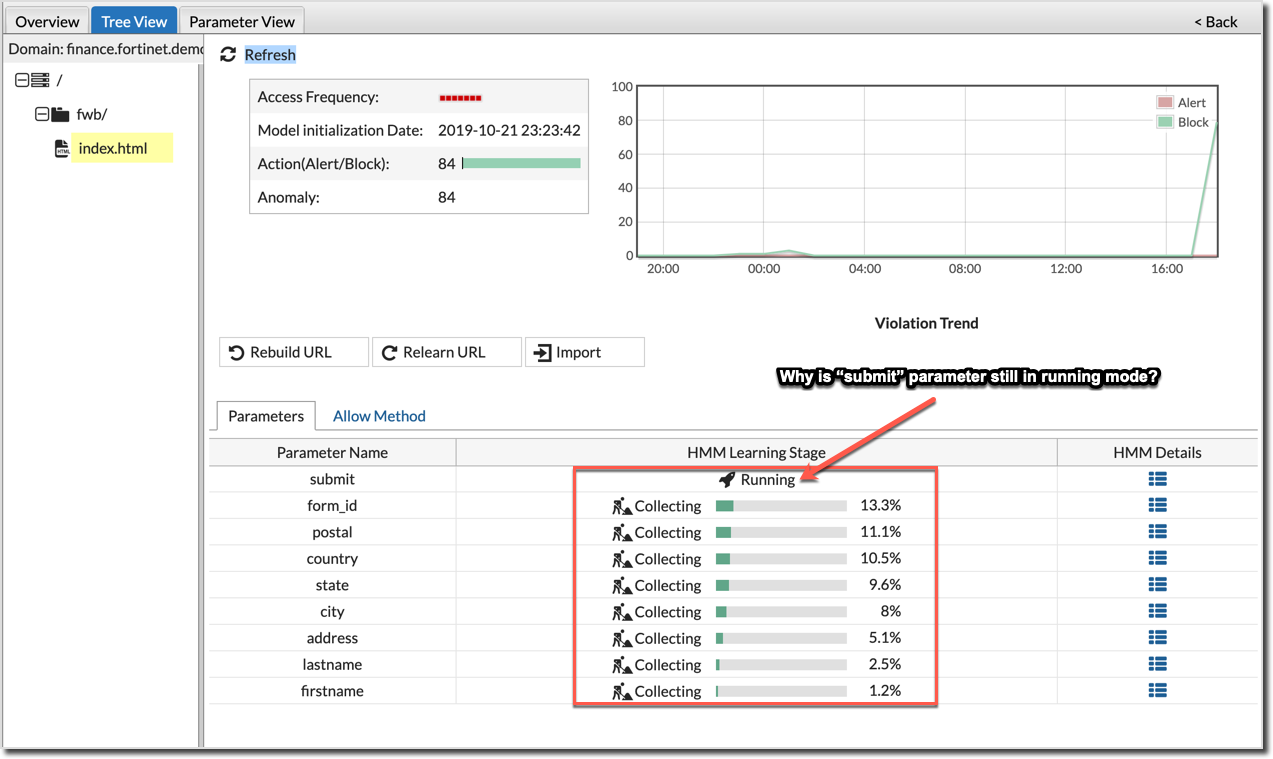 Overview Tree View Parameter View < Back
Domain: finance.fortinet.demo
/
fwb/
index.html
Refresh
Access Frequency:
Model initialization Date: 2019-10-21 23:23:42
Action(Alert/Block): 84
Anomaly: 84
100
80
60
40
20
0
20:00 00:00 04:00 08:00 12:00 16:00
Alert
Block
Violation Trend
Rebuild URL Relearn URL Import
Why is “submit” parameter still in running mode?
Parameters Allow Method
Parameter Name HMM Learning Stage HMM Details
submit Running
form_id Collecting 13.3%
postal Collecting 11.1%
country Collecting 10.5%
state Collecting 9.6%
city Collecting 8%
address Collecting 5.1%
lastname Collecting 2.5%
firstname Collecting 1.2%